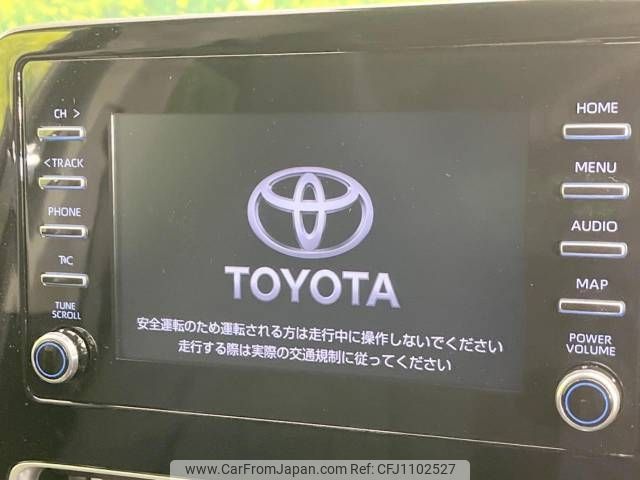 CH >
<TRACK
PHONE
T&C
TUNE
SCROLL
TOYOTA
安全運転のため運転される方は走行中に操作しないでください
走行する際は実際の交通規制に従ってください
HOME
MENU
AUDIO
MAP
POWER
VOLUME
www.CarFromJapan.com - CFJ1102527